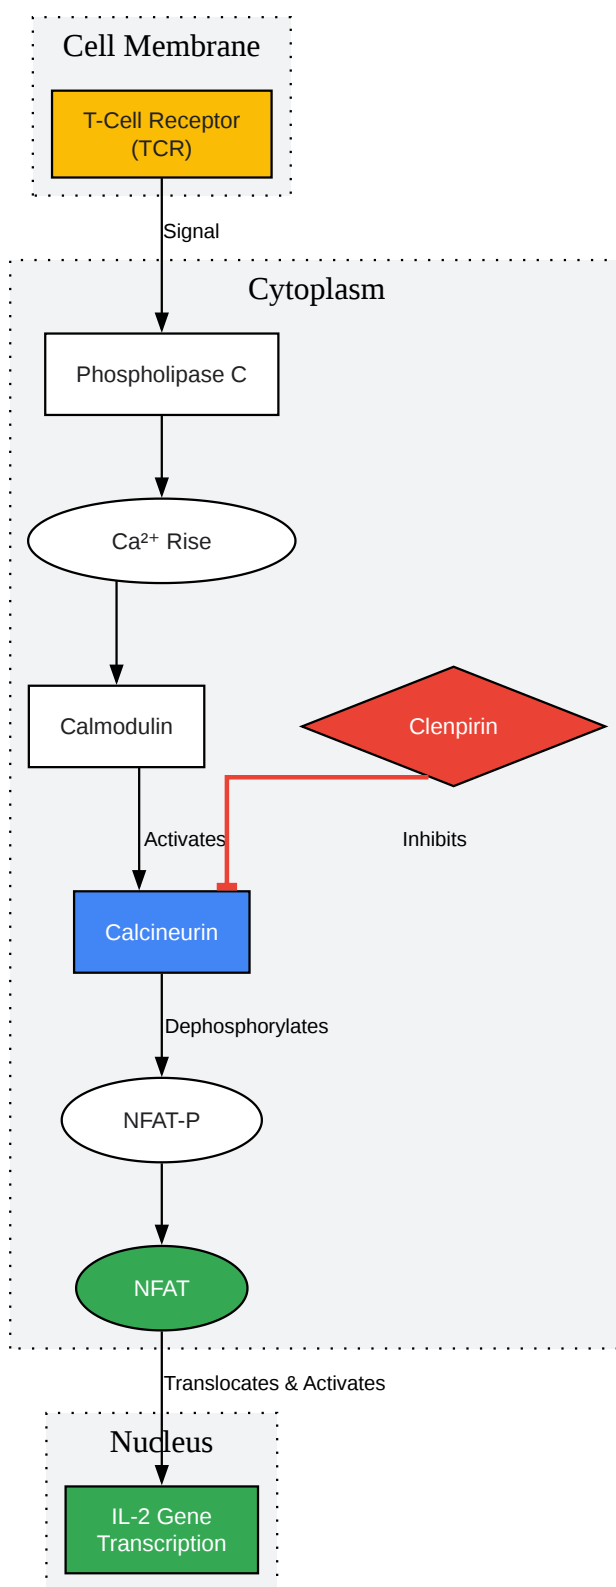 Cell Membrane
T-Cell Receptor
(TCR)
Signal
Cytoplasm
Phospholipase C
Ca²⁺ Rise
Calmodulin
Clenpirin
Activates
Inhibits
Calcineurin
Dephosphorylates
NFAT-P
NFAT
Translocates & Activates
Nucleus
IL-2 Gene
Transcription